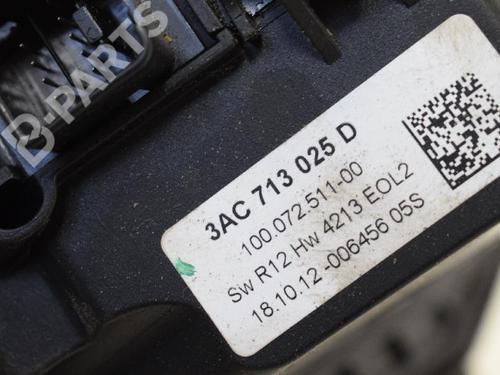 B-PARTS
3AC 713 025 D
100.072.511-00
Sw R12 Hw 4213 EOL2
18.10.12-006456 05S